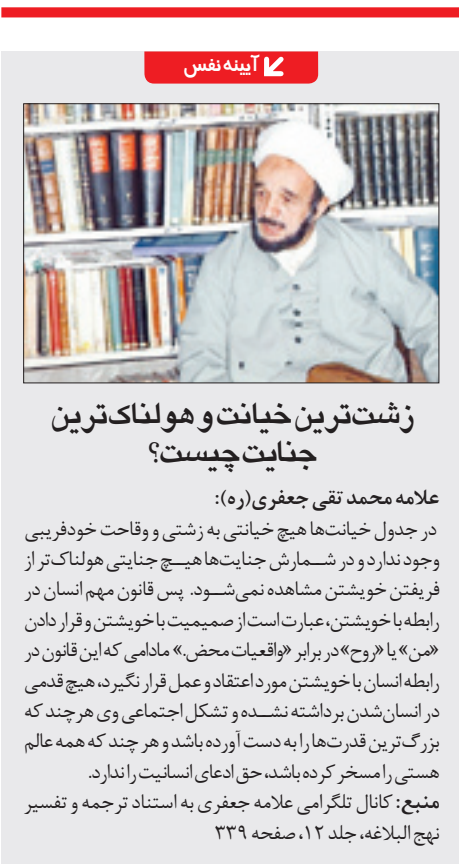 آیینه نفس
زشت‌ترین خیانت و هولناک‌ترین
جنایت چیست؟
علامه محمد تقی جعفری(ره):
در جدول خیانت‌ها هیچ خیانتی به زشتی و وقاحت خودفریبی
وجود ندارد و در شمارش جنایت‌ها هیچ جنایتی هولناک‌تر از
فریفتن خویشتن مشاهده نمی‌شود. پس قانون مهم انسان در
رابطه با خویشتن، عبارت است از صمیمیت با خویشتن و قرار دادن
«من» یا «روح» در برابر «واقعیات محض.» مادامی که این قانون در
رابطه انسان با خویشتن مورد اعتقاد و عمل قرار نگیرد، هیچ قدمی
در انسان‌شدن برداشته نشده و تشکل اجتماعی وی هرچند که
بزرگ‌ترین قدرت‌ها را به دست آورده باشد و هر چند که همه عالم
هستی را مسخر کرده باشد، حق ادعای انسانیت را ندارد.
منبع: کانال تلگرامی علامه جعفری به استناد ترجمه و تفسیر
نهج البلاغه، جلد ۱۲، صفحه ۳۳۹